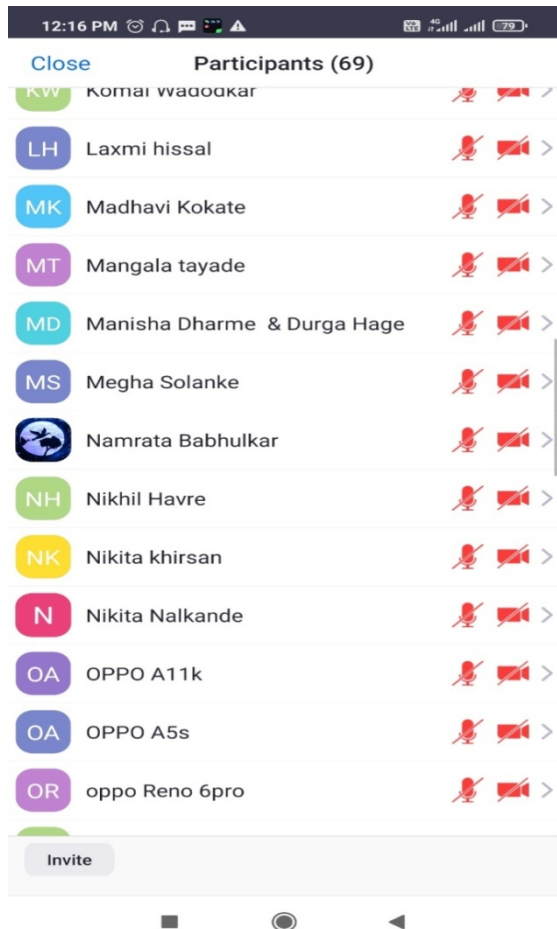 12:16 PM 4G 79
Close Participants (69)
KW Komal Wadodkar
LH Laxmi hissal
MK Madhavi Kokate
MT Mangala tayade
MD Manisha Dharme & Durga Hage
MS Megha Solanke
Namrata Babhulkar
NH Nikhil Havre
NK Nikita khirsan
N Nikita Nalkande
OA OPPO A11k
OA OPPO A5s
OR oppo Reno 6pro
Invite